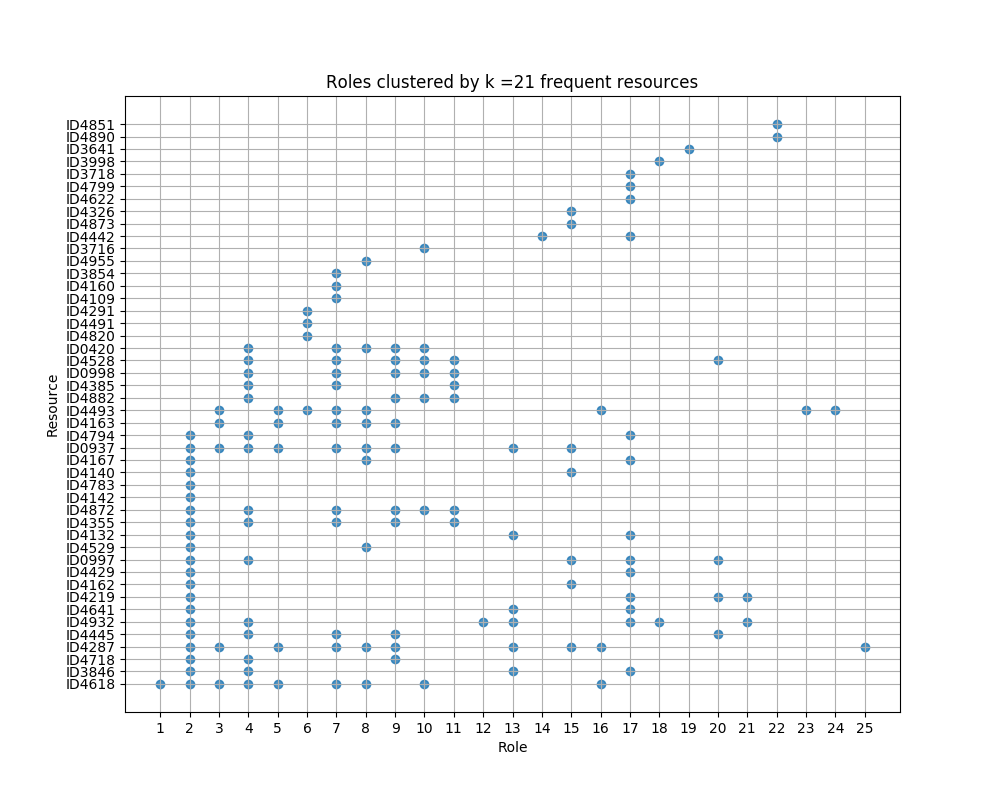 Roles clustered by k =21 frequent resources
Resource
ID4851
ID4890
ID3641
ID3998
ID3718
ID4799
ID4622
ID4326
ID4873
ID4442
ID3716
ID4955
ID3854
ID4160
ID4109
ID4291
ID4491
ID4820
ID0420
ID4528
ID0998
ID4385
ID4882
ID4493
ID4163
ID4794
ID0937
ID4167
ID4140
ID4783
ID4142
ID4872
ID4355
ID4132
ID4529
ID0997
ID4429
ID4162
ID4219
ID4641
ID4932
ID4445
ID4287
ID4718
ID3846
ID4618
1 2 3 4 5 6 7 8 9 10 11 12 13 14 15 16 17 18 19 20 21 22 23 24 25
Role